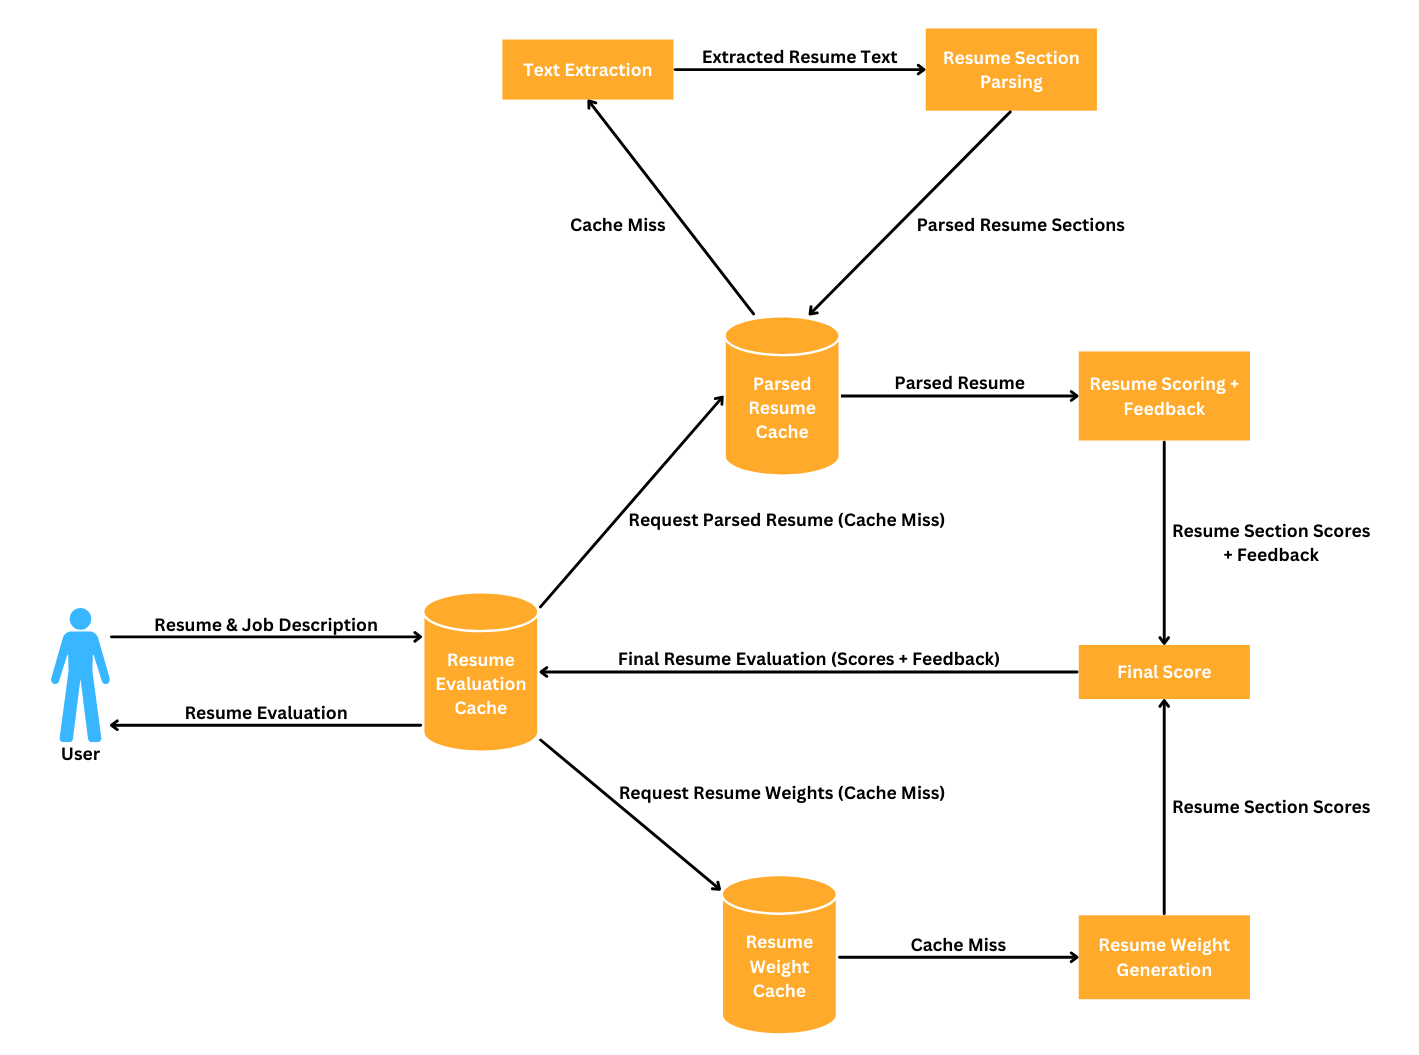 Text Extraction
Extracted Resume Text
Resume Section
Parsing
Cache Miss
Parsed Resume Sections
Parsed
Resume
Cache
Parsed Resume
Resume Scoring +
Feedback
Request Parsed Resume (Cache Miss)
Resume Section Scores
+ Feedback
Resume & Job Description
Resume
Evaluation
Cache
Final Resume Evaluation (Scores + Feedback)
Final Score
Resume Evaluation
User
Request Resume Weights (Cache Miss)
Resume Section Scores
Resume
Weight
Cache
Cache Miss
Resume Weight
Generation